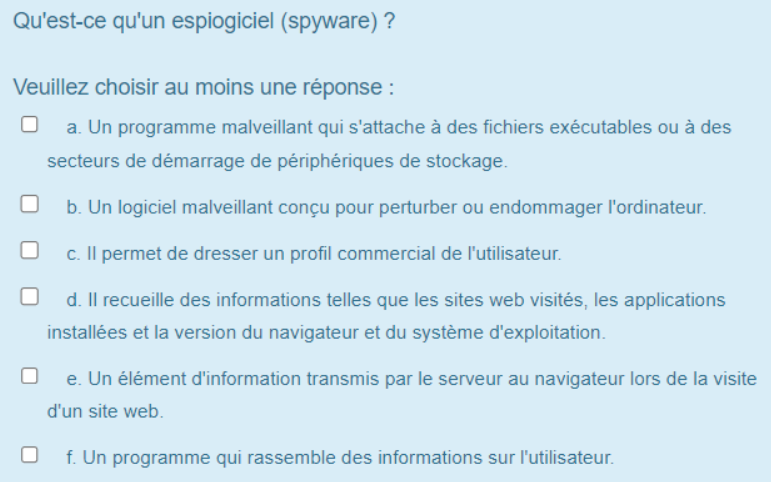 Qu'est-ce qu'un espiogiciel (spyware) ?
Veuillez choisir au moins une réponse :
a. Un programme malveillant qui s'attache à des fichiers exécutables ou à des
secteurs de démarrage de périphériques de stockage.
b. Un logiciel malveillant conçu pour perturber ou endommager l'ordinateur.
c. Il permet de dresser un profil commercial de l'utilisateur.
d. Il recueille des informations telles que les sites web visités, les applications
installées et la version du navigateur et du système d'exploitation.
e. Un élément d'information transmis par le serveur au navigateur lors de la visite
d'un site web.
f. Un programme qui rassemble des informations sur l'utilisateur.